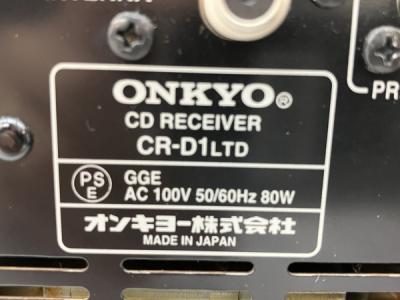 ONKYO®
CD RECEIVER
CR-D1LTD
PS
E
GGE
AC 100V 50/60Hz 80W
オンキヨー株式会社
MADE IN JAPAN
PR